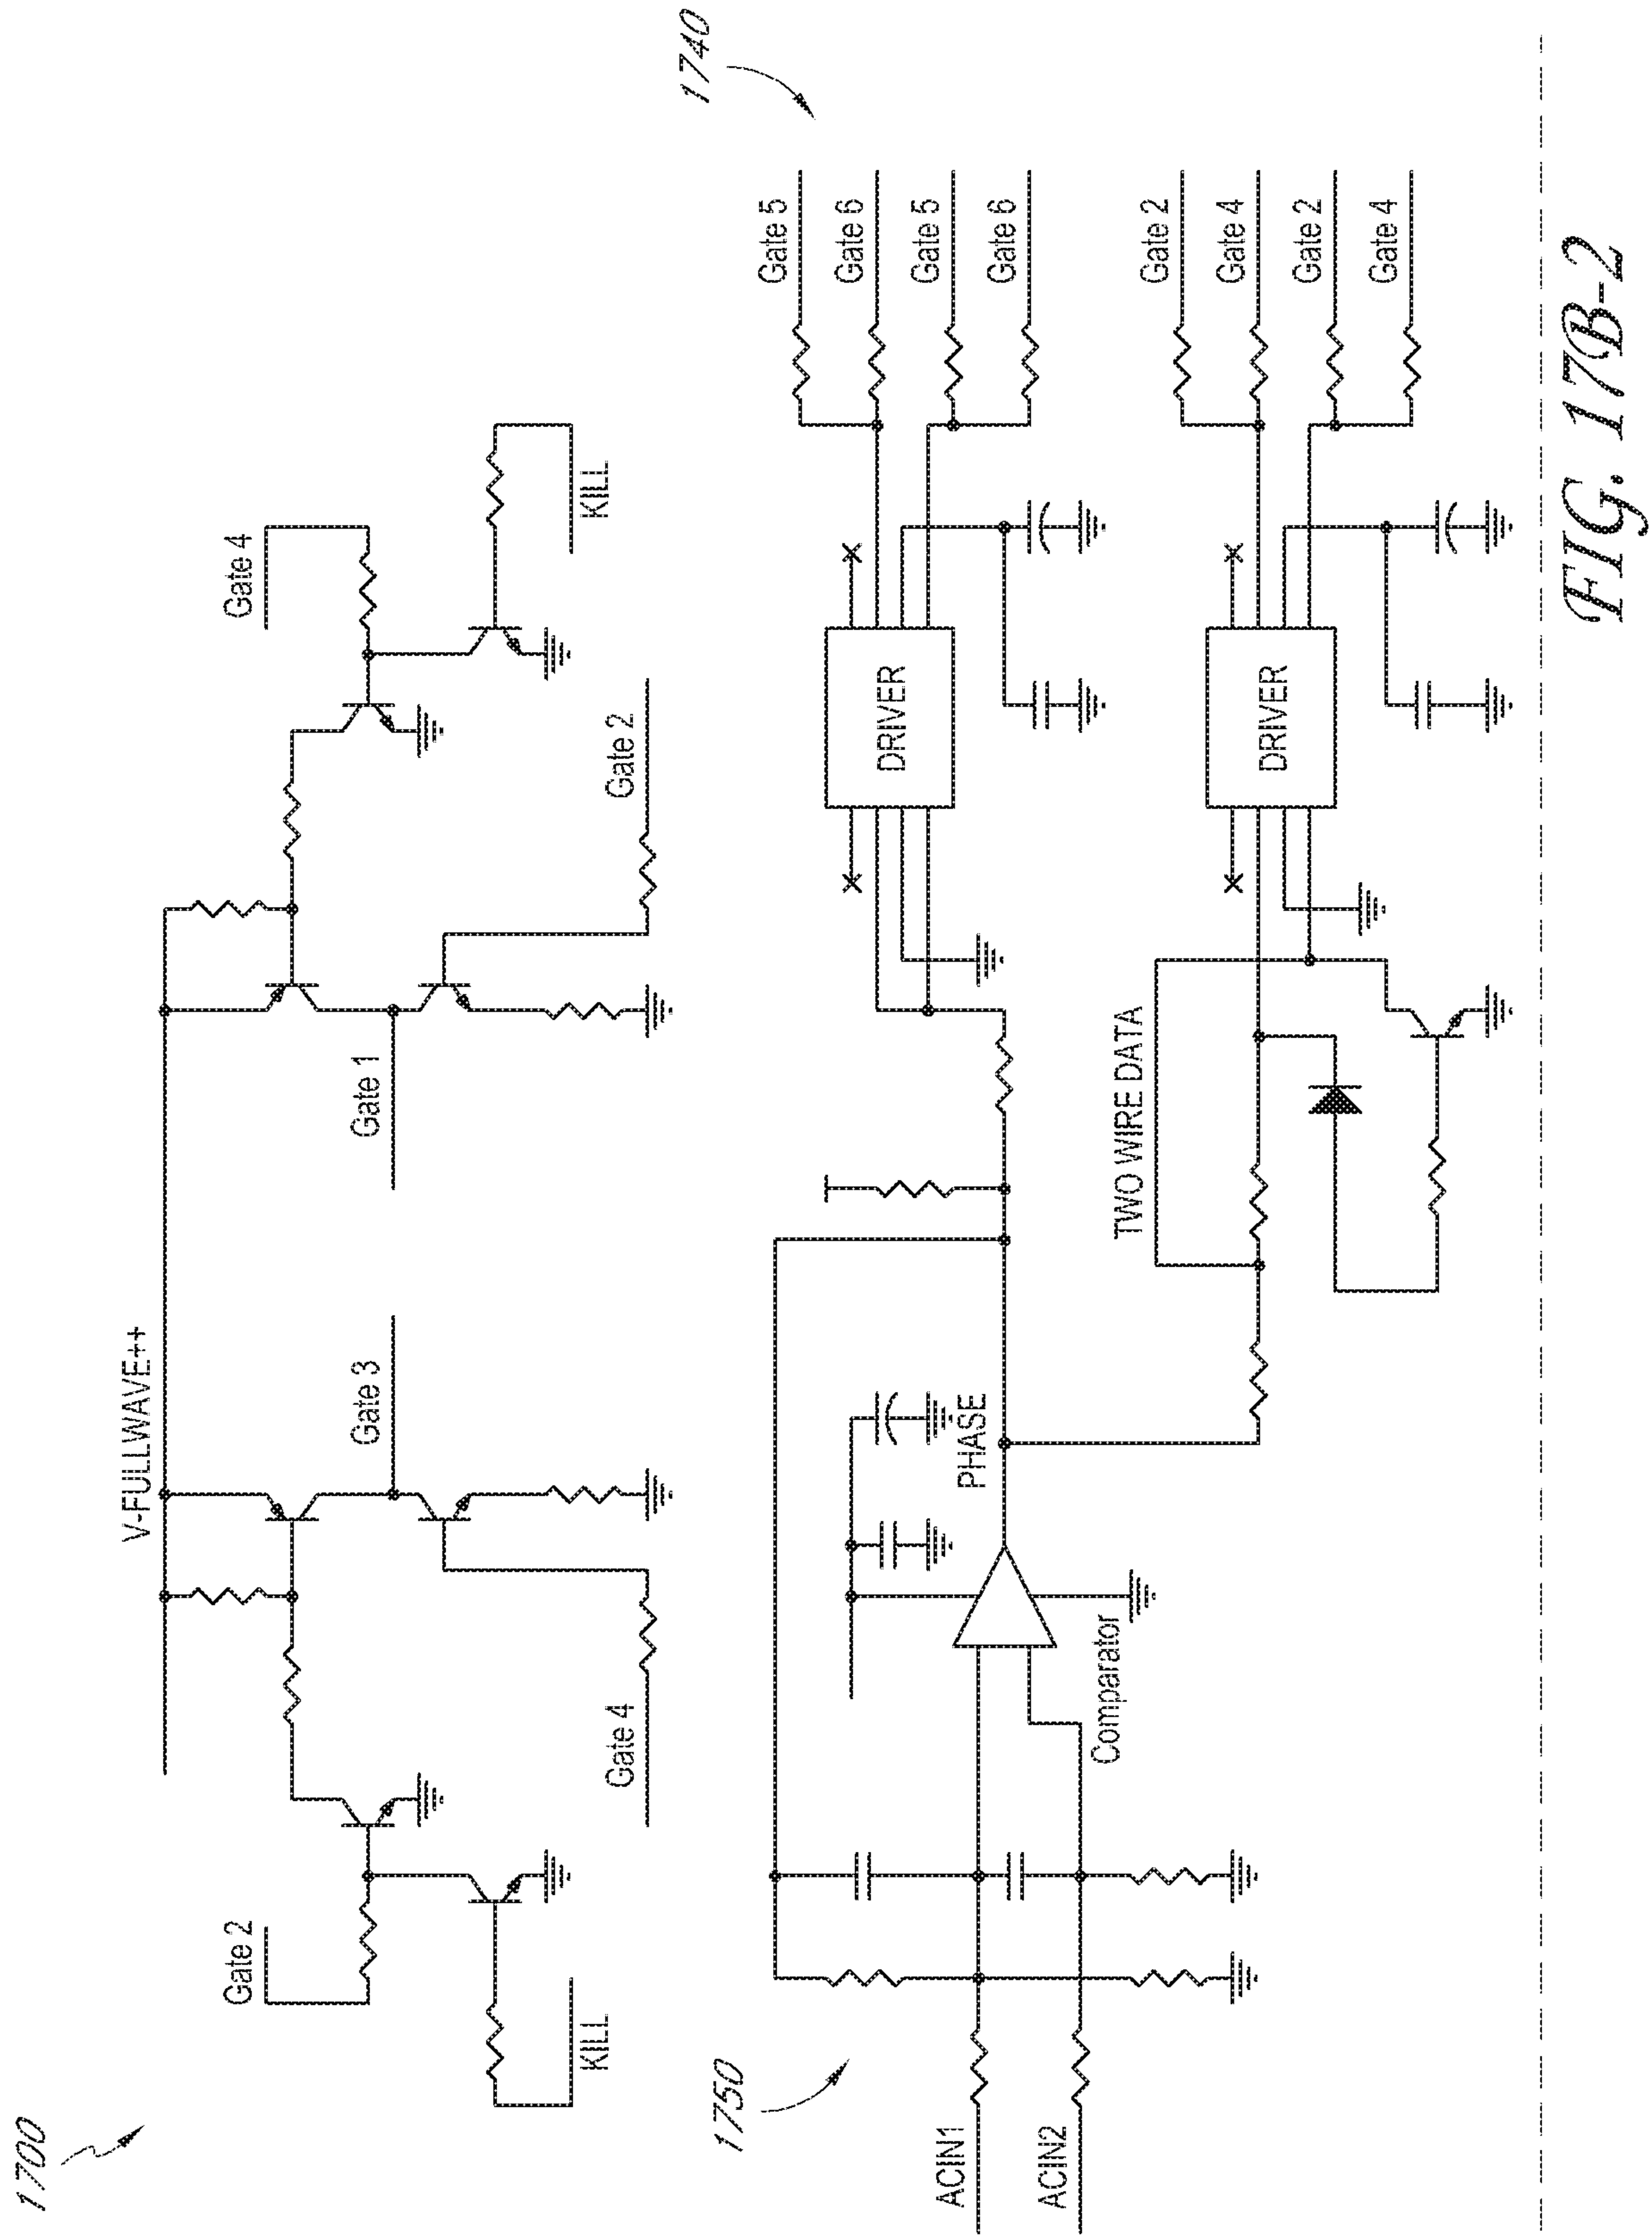 1700
V-FULLWAVE++
Gate 2
Gate 4
KILL
KILL
Gate 3
Gate 1
Gate 4
Gate 2
1750
1740
ACIN1
ACIN2
Comparator
PHASE
DRIVER
Gate 5
Gate 6
Gate 5
Gate 6
TWO WIRE DATA
DRIVER
Gate 2
Gate 4
Gate 2
Gate 4
FIG. 17B-2